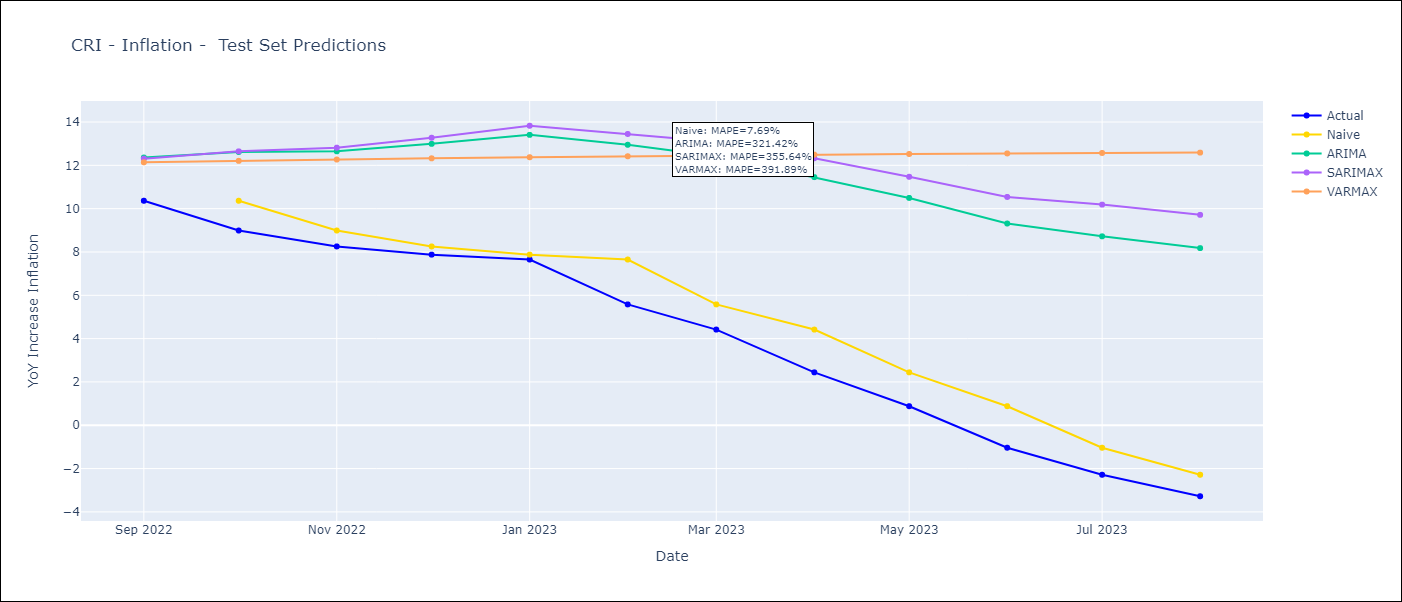 CRI - Inflation - Test Set Predictions
14
12
10
8
6
4
2
0
−2
−4
YoY Increase Inflation
Sep 2022
Nov 2022
Jan 2023
Mar 2023
May 2023
Jul 2023
Date
Naive: MAPE=7.69%
ARIMA: MAPE=321.42%
SARIMAX: MAPE=355.64%
VARMAX: MAPE=391.89%
Actual
Naive
ARIMA
SARIMAX
VARMAX